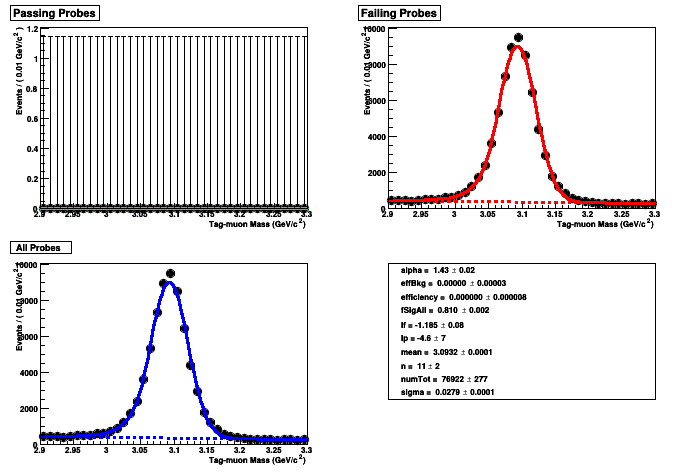 Passing Probes
Events / ( 0.01 GeV/c²
1.2
1
0.8
0.6
0.4
0.2
0
2.9 2.95 3 3.05 3.1 3.15 3.2 3.25 3.3
Tag-muon Mass (GeV/c²)
Failing Probes
Events / ( 0.01 GeV/c²
4000
2000
0
2.9 2.95 3 3.05 3.1 3.15 3.2 3.25 3.3
Tag-muon Mass (GeV/c²)
All Probes
Events / ( 0.01 GeV/c²
4000
2000
0
2.9 2.95 3 3.05 3.1 3.15 3.2 3.25 3.3
Tag-muon Mass (GeV/c²)
alpha = 1.43 ± 0.02
effBkg = 0.00000 ± 0.00003
efficiency = 0.000000 ± 0.000008
fSigAll = 0.810 ± 0.002
lf = -1.185 ± 0.08
lp = -4.6 ± 7
mean = 3.0932 ± 0.0001
n = 11 ± 2
numTot = 76922 ± 277
sigma = 0.0279 ± 0.0001